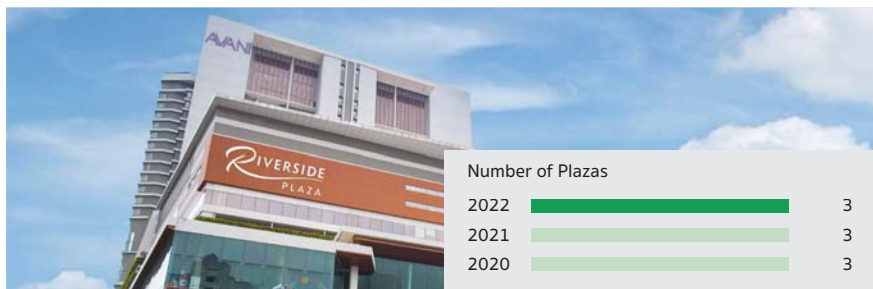 AVANI
RIVERSIDE
PLAZA
Number of Plazas
2022 3
2021 3
2020 3